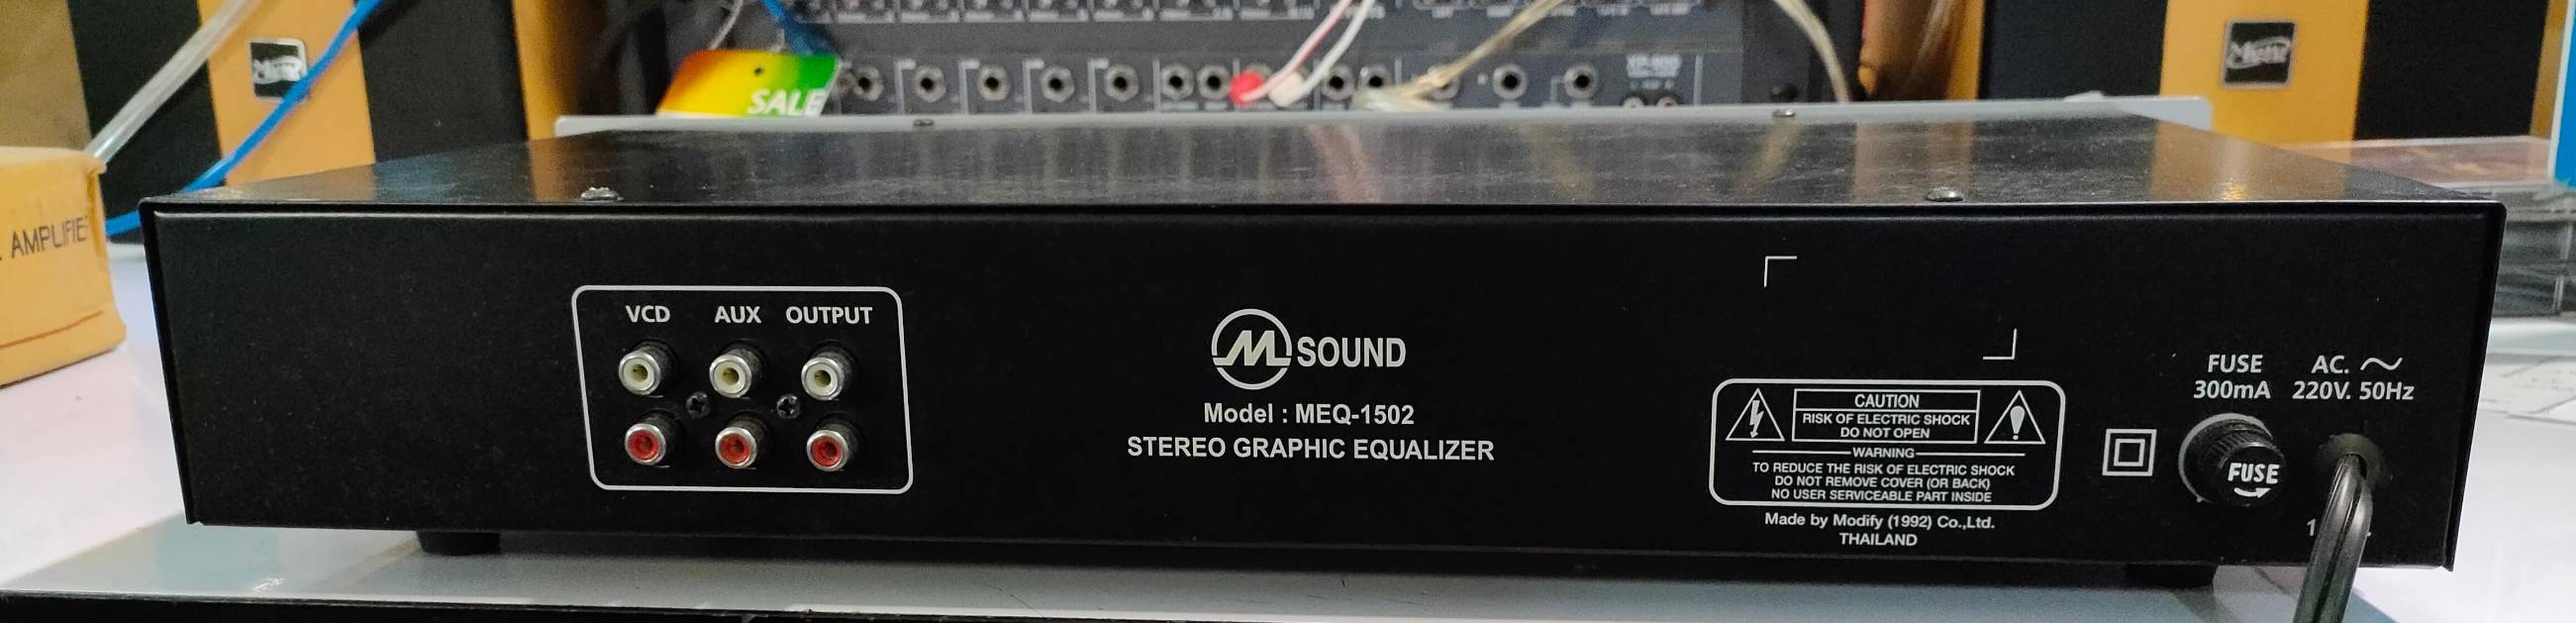 SALE
AMPLIFIE
VCD AUX OUTPUT
M SOUND
Model : MEQ-1502
STEREO GRAPHIC EQUALIZER
CAUTION
RISK OF ELECTRIC SHOCK
DO NOT OPEN
WARNING
TO REDUCE THE RISK OF ELECTRIC SHOCK
DO NOT REMOVE COVER (OR BACK)
NO USER SERVICEABLE PART INSIDE
Made by Modify (1992) Co.,Ltd.
THAILAND
FUSE
300mA
AC. ~
220V. 50Hz
FUSE